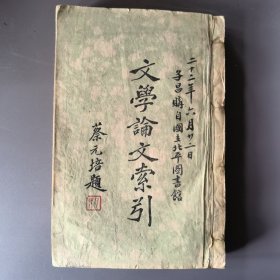 二十二年六月廿二日
子昌購自國立北平圖書館
文學論文索引
蔡元培題